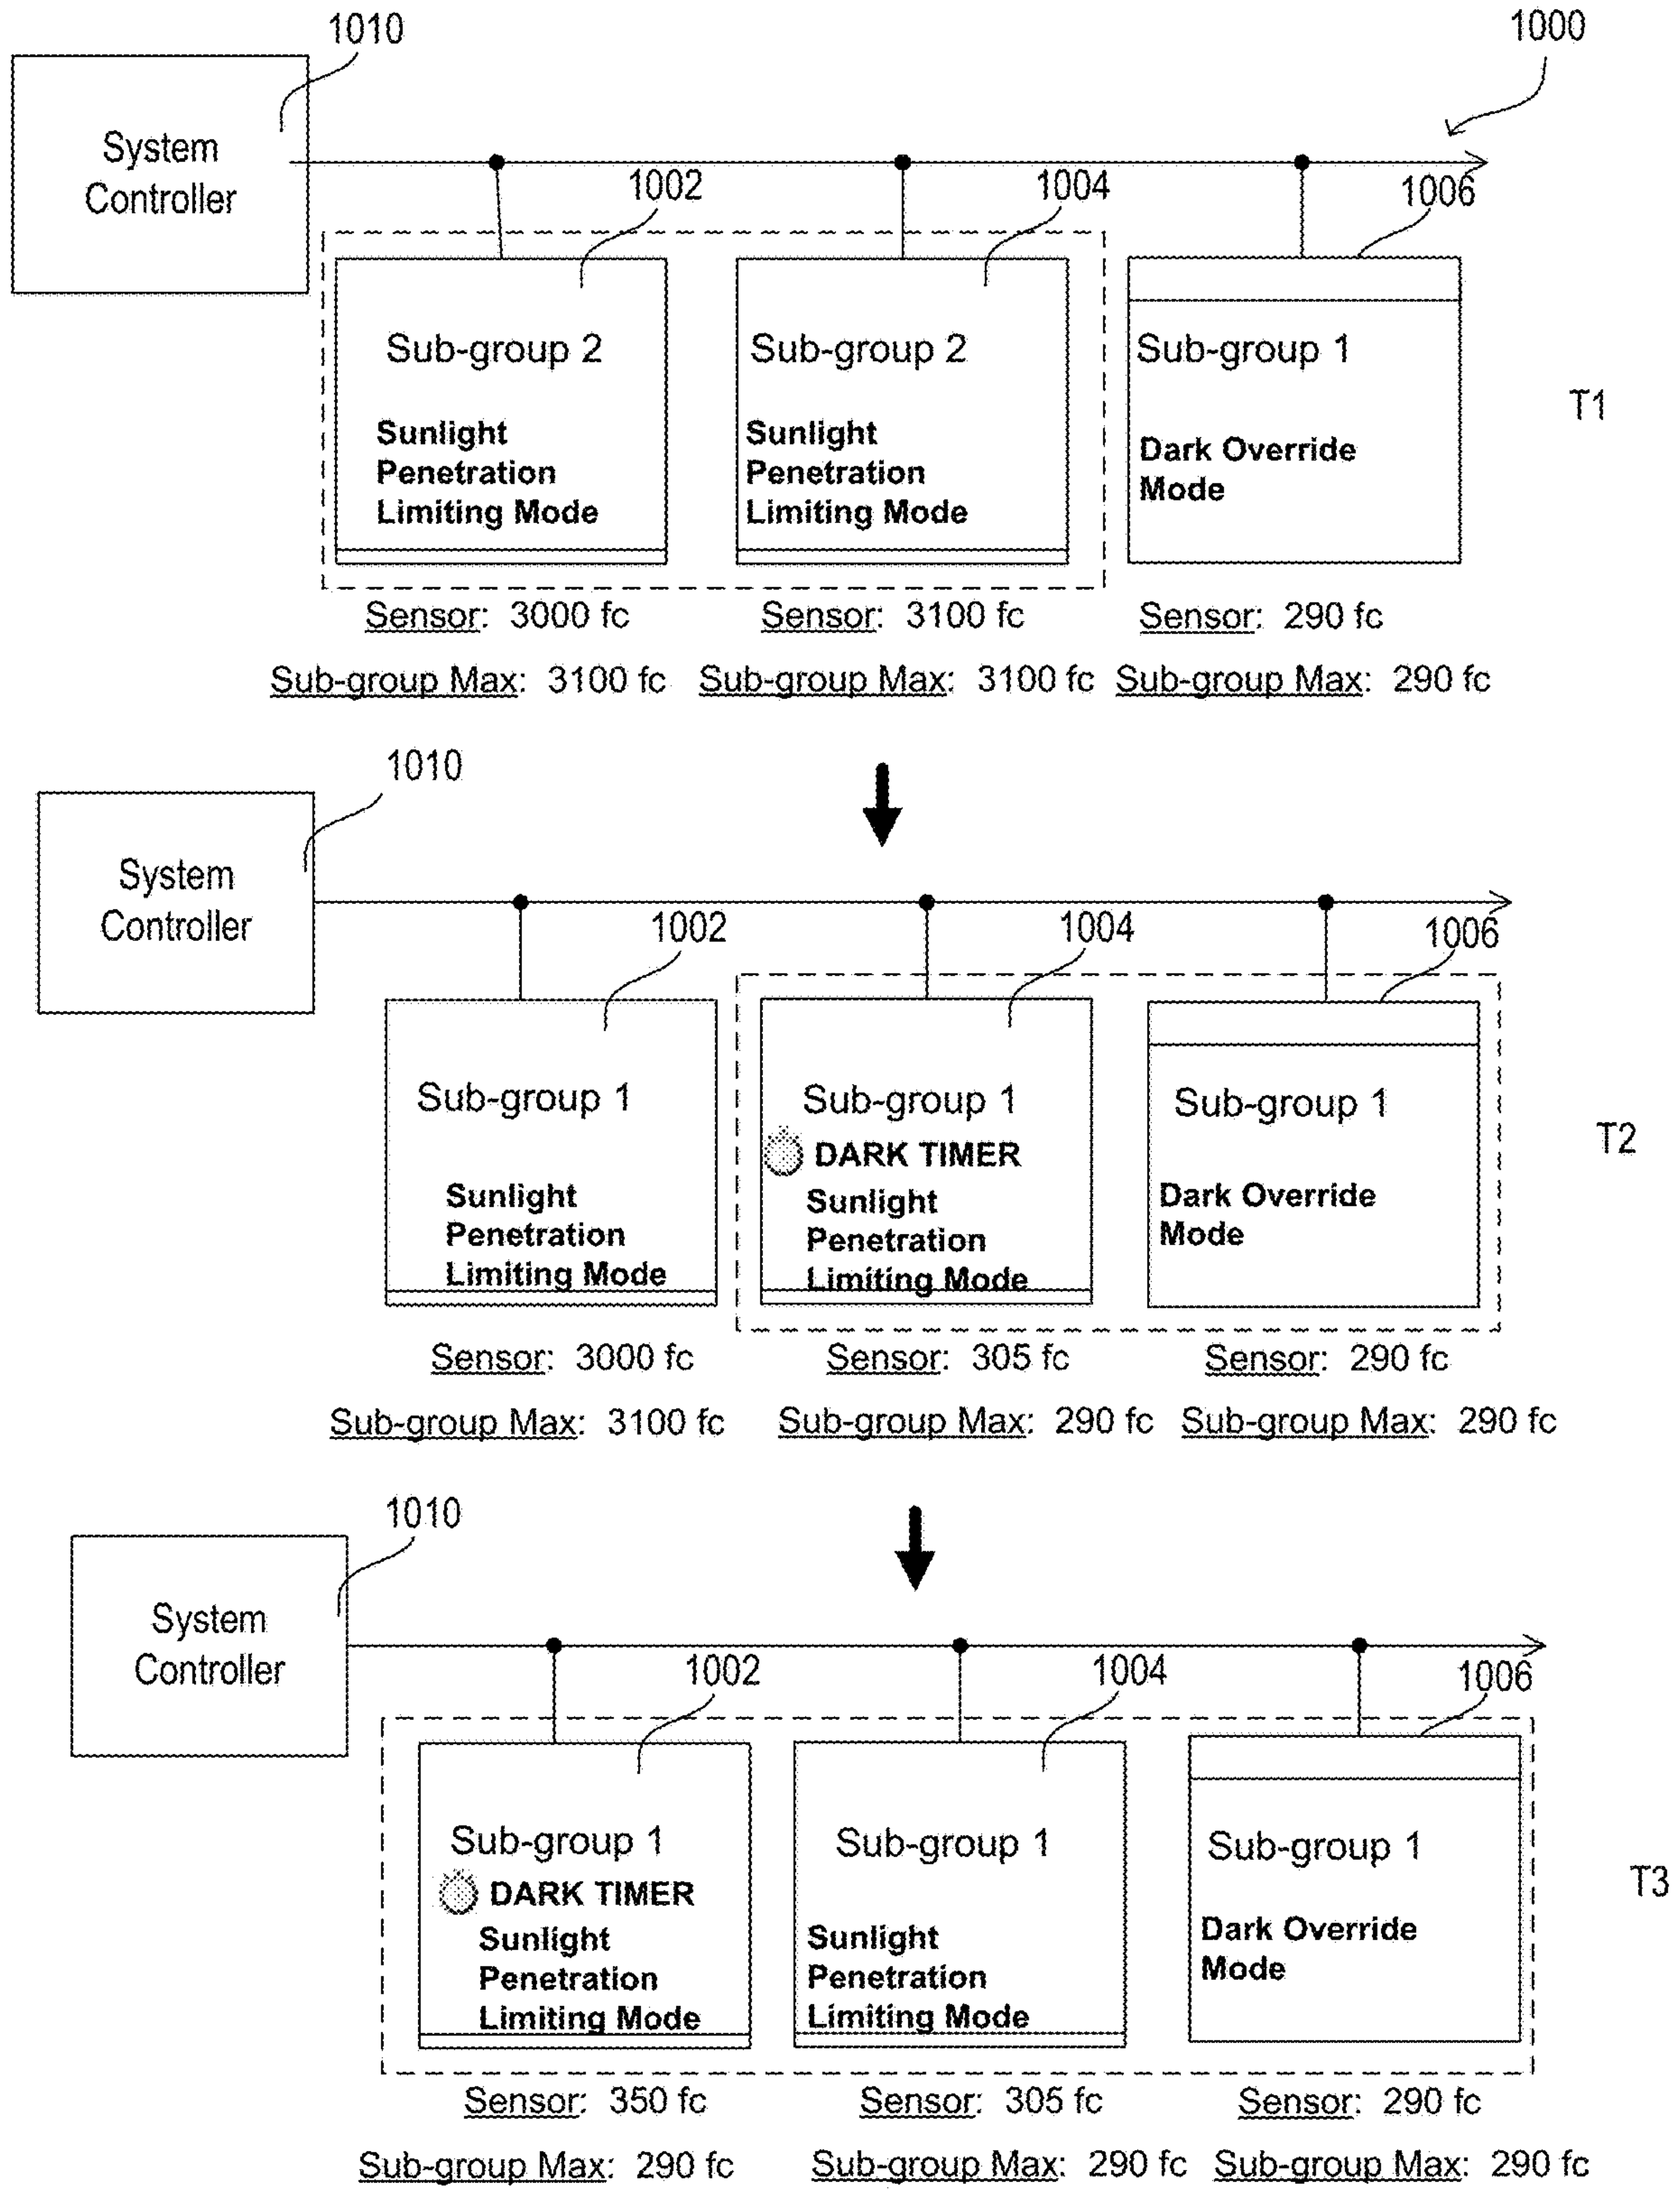 1010
1000
System
Controller
1002
1004
1006
Sub-group 2
Sunlight
Penetration
Limiting Mode
Sub-group 2
Sunlight
Penetration
Limiting Mode
Sub-group 1
Dark Override
Mode
T1
Sensor: 3000 fc
Sensor: 3100 fc
Sensor: 290 fc
Sub-group Max: 3100 fc
Sub-group Max: 3100 fc
Sub-group Max: 290 fc
1010
System
Controller
1002
1004
1006
Sub-group 1
Sunlight
Penetration
Limiting Mode
Sub-group 1
DARK TIMER
Sunlight
Penetration
Limiting Mode
Sub-group 1
Dark Override
Mode
T2
Sensor: 3000 fc
Sensor: 305 fc
Sensor: 290 fc
Sub-group Max: 3100 fc
Sub-group Max: 290 fc
Sub-group Max: 290 fc
1010
System
Controller
1002
1004
1006
Sub-group 1
DARK TIMER
Sunlight
Penetration
Limiting Mode
Sub-group 1
Sunlight
Penetration
Limiting Mode
Sub-group 1
Dark Override
Mode
T3
Sensor: 350 fc
Sensor: 305 fc
Sensor: 290 fc
Sub-group Max: 290 fc
Sub-group Max: 290 fc
Sub-group Max: 290 fc